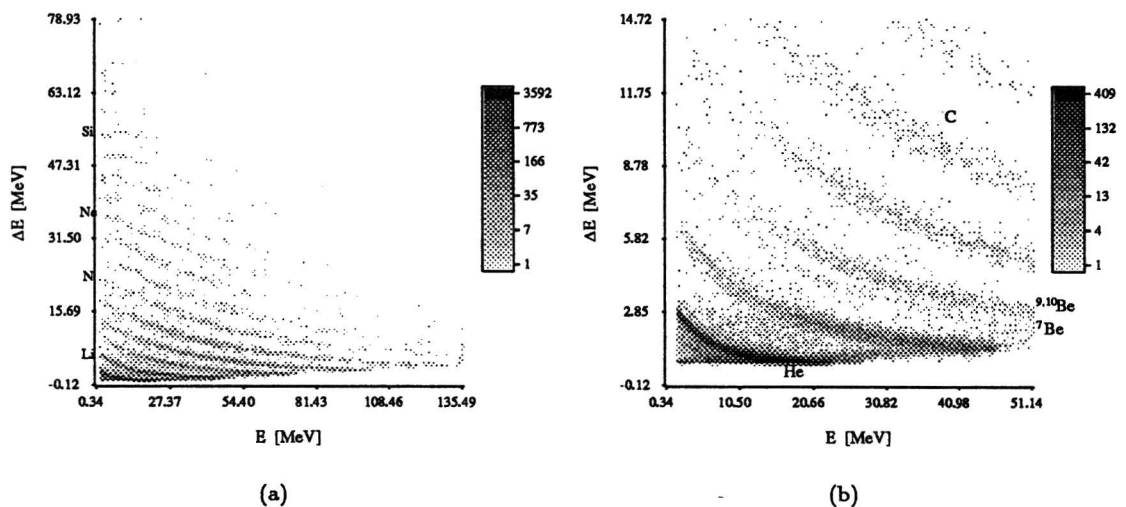 78.93
63.12
47.31
31.50
15.69
-0.12
ΔE [MeV]
Si
Ne
N
Li
3592
773
166
35
7
1
0.34 27.37 54.40 81.43 108.46 135.49
E [MeV]
(a)
14.72
11.75
8.78
5.82
2.85
-0.12
ΔE [MeV]
C
He
9,10Be
7Be
409
132
42
13
4
1
0.34 10.50 20.66 30.82 40.98 51.14
E [MeV]
(b)